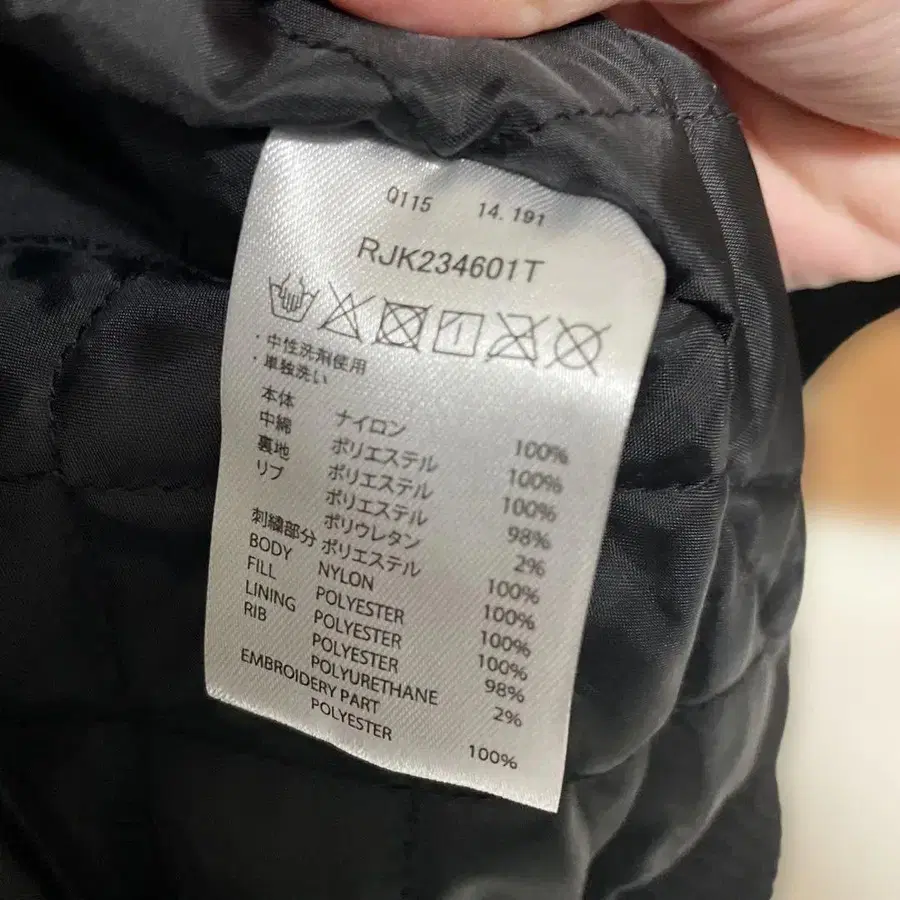 0115 14.191
RJK234601T
・中性洗剤使用
・単独洗い
本体 ナイロン 100%
中綿 ポリエステル 100%
裏地 ポリエステル 100%
リブ ポリエステル 98%
ポリウレタン 2%
刺繍部分 ポリエステル 100%
BODY NYLON 100%
FILL POLYESTER 100%
LINING POLYESTER 100%
RIB POLYESTER 98%
POLYURETHANE 2%
EMBROIDERY PART
POLYESTER 100%